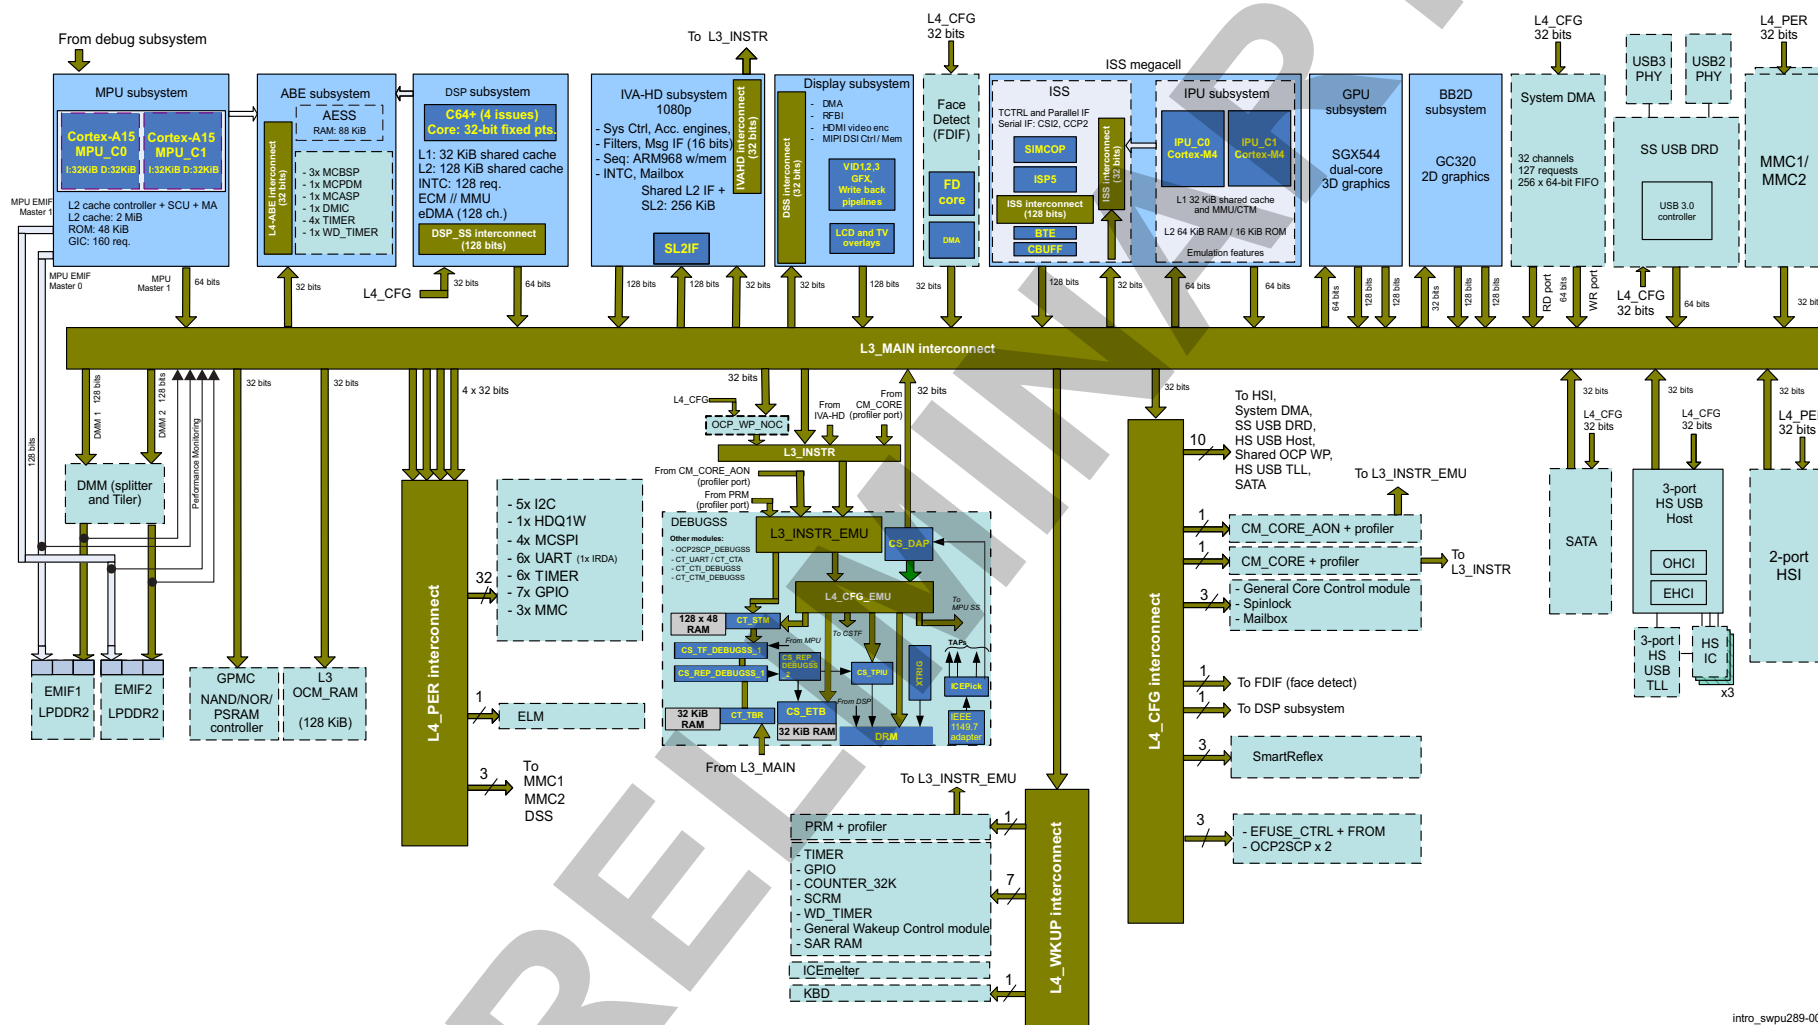 From debug subsystem
To L3_INSTR
L4_CFG
32 bits
L4_CFG
32 bits
L4_PER
32 bits
MPU subsystem
Cortex-A15
MPU_C0
I:32KiB D:32KiB
Cortex-A15
MPU_C1
I:32KiB D:32KiB
L2 cache controller + SCU + MA
L2 cache: 2 MiB
ROM: 48 KiB
GIC: 160 req.
MPU EMIF
Master 1
MPU EMIF
Master 0
MPU
Master 1
64 bits
ABE subsystem
AESS
RAM: 88 KiB
L4-ABE interconnect
(32 bits)
- 3x MCBSP
- 1x MCPDM
- 1x MCASP
- 1x DMIC
- 4x TIMER
- 1x WD_TIMER
32 bits
DSP subsystem
C64+ (4 issues)
Core: 32-bit fixed pts.
L1: 32 KiB shared cache
L2: 128 KiB shared cache
INTC: 128 req.
ECM // MMU
eDMA (128 ch.)
DSP_SS interconnect
(128 bits)
L4_CFG
32 bits
64 bits
IVA-HD subsystem
1080p
- Sys Ctrl, Acc. engines,
- Filters, Msg IF (16 bits)
- Seq: ARM968 w/mem
- INTC, Mailbox
Shared L2 IF +
SL2: 256 KiB
SL2IF
IVAHD interconnect
(32 bits)
128 bits
128 bits
32 bits
Display subsystem
DSS interconnect
(32 bits)
- DMA
- RFBI
- HDMI video enc
- MIPI DSI Ctrl / Mem
VID1,2,3
GFX,
Write back
pipelines
LCD and TV
overlays
32 bits
128 bits
Face
Detect
(FDIF)
FD
core
DMA
32 bits
ISS megacell
ISS
TCTRL and Parallel IF
Serial IF: CSI2, CCP2
SIMCOP
ISP5
ISS interconnect
(128 bits)
BTE
CBUFF
ISS interconnect
(32 bits)
128 bits
32 bits
IPU subsystem
IPU_C0
Cortex-M4
IPU_C1
Cortex-M4
L1 32 KiB shared cache
and MMU/CTM
L2 64 KiB RAM / 16 KiB ROM
Emulation features
64 bits
64 bits
GPU
subsystem
SGX544
dual-core
3D graphics
64 bits
128 bits
128 bits
BB2D
subsystem
GC320
2D graphics
32 bits
128 bits
128 bits
System DMA
32 channels
127 requests
256 x 64-bit FIFO
RD port
64 bits
WR port
USB3
PHY
USB2
PHY
SS USB DRD
USB 3.0
controller
L4_CFG
32 bits
64 bits
MMC1/
MMC2
32 bit
L3_MAIN interconnect
DMM 1 128 bits
DMM 2 128 bits
128 bits
Performance Monitoring
DMM (splitter
and Tiler)
EMIF1
LPDDR2
EMIF2
LPDDR2
32 bits
GPMC
NAND/NOR/
PSRAM
controller
32 bits
L3
OCM_RAM
(128 KiB)
4 x 32 bits
L4_PER interconnect
32
- 5x I2C
- 1x HDQ1W
- 4x MCSPI
- 6x UART (1x IRDA)
- 6x TIMER
- 7x GPIO
- 3x MMC
1
ELM
3
To
MMC1
MMC2
DSS
32 bits
L4_CFG
OCP_WP_NOC
From
IVA-HD
From
CM_CORE
(profiler port)
32 bits
L3_INSTR
From CM_CORE_AON
(profiler port)
From PRM
(profiler port)
DEBUGSS
Other modules:
- OCP2SCP_DEBUGSS
- CT_UART / CT_CTA
- CT_CTI_DEBUGSS
- CT_CTM_DEBUGSS
L3_INSTR_EMU
CS_DAP
L4_CFG_EMU
To
MPU SS
128 x 48
RAM
CT_STM
To CSTF
From MPU
CS_TF_DEBUGSS_1
CS_REP_DEBUGSS_1
CS_REP_
DEBUGSS
_2
CS_TPIU
XTRIG
TAPs
ICEPick
32 KiB
RAM
CT_TBR
CS_ETB
32 KiB RAM
From DSP
DRM
IEEE
1149.7
adapter
From L3_MAIN
To L3_INSTR_EMU
PRM + profiler
1
- TIMER
- GPIO
- COUNTER_32K
- SCRM
- WD_TIMER
- General Wakeup Control module
- SAR RAM
7
ICEmelter
KBD
1
L4_WKUP interconnect
32 bits
L4_CFG interconnect
10
To HSI,
System DMA,
SS USB DRD,
HS USB Host,
Shared OCP WP,
HS USB TLL,
SATA
To L3_INSTR_EMU
1
CM_CORE_AON + profiler
1
CM_CORE + profiler
To
L3_INSTR
3
- General Core Control module
- Spinlock
- Mailbox
1
To FDIF (face detect)
1
To DSP subsystem
3
SmartReflex
3
- EFUSE_CTRL + FROM
- OCP2SCP x 2
32 bits
L4_CFG
32 bits
SATA
32 bits
L4_CFG
32 bits
3-port
HS USB
Host
OHCI
EHCI
3-port
HS
USB
TLL
HS
IC
x3
32 bits
L4_PE
32 bits
2-port
HSI
RELIMINARY
intro_swpu289-00